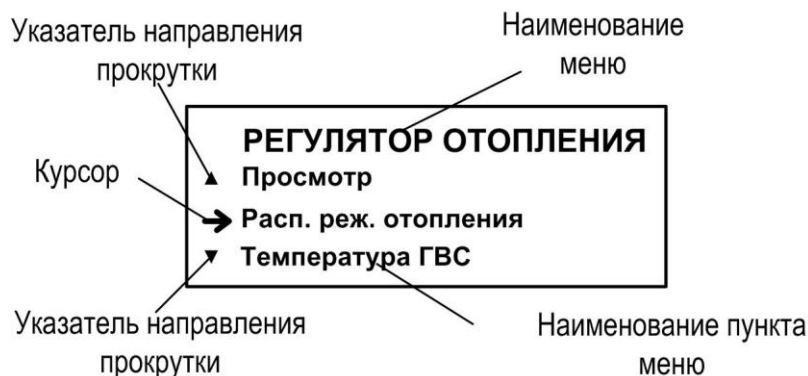 Указатель направления
прокрутки
Наименование
меню
РЕГУЛЯТОР ОТОПЛЕНИЯ
Просмотр
Курсор
Расп. реж. отопления
Температура ГВС
Указатель направления
прокрутки
Наименование пункта
меню